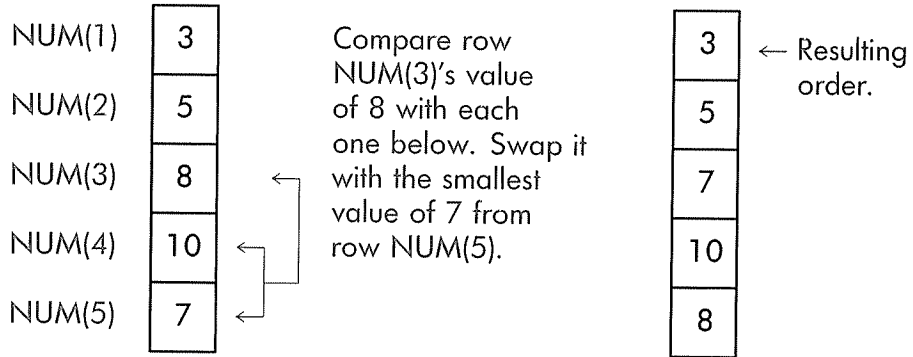 NUM(1) 3
NUM(2) 5
NUM(3) 8
NUM(4) 10
NUM(5) 7
Compare row
NUM(3)'s value
of 8 with each
one below. Swap it
with the smallest
value of 7 from
row NUM(5).
3
5
7
10
8
← Resulting
order.